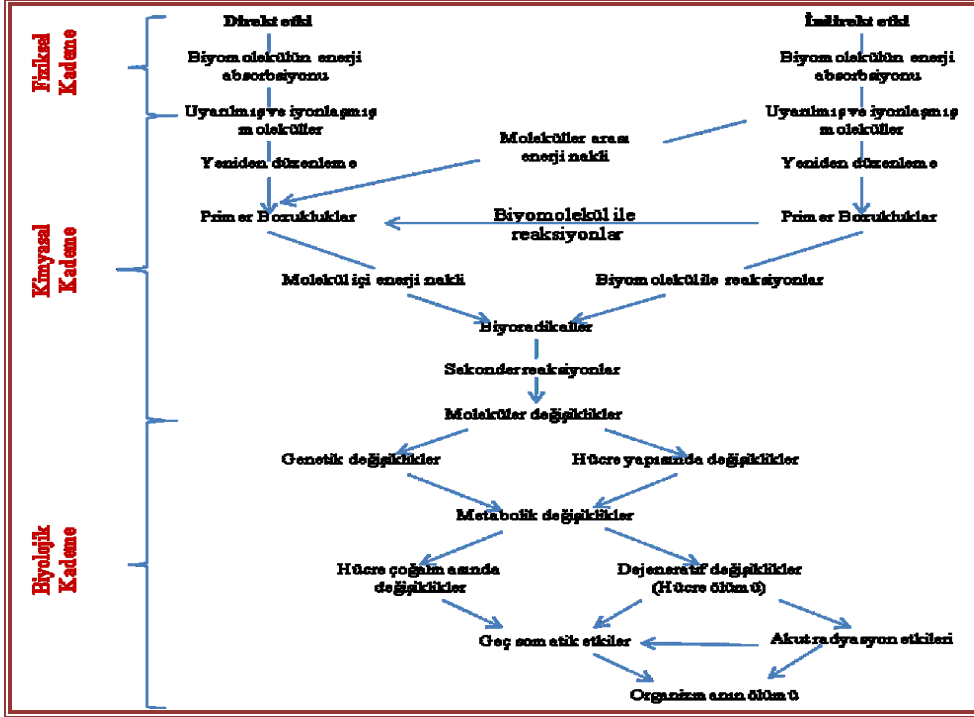 Fiziksel
Kademe
Direkt etki
İndirekt etki
Biyomolekülün enerji
absorbsiyonu
Biyomolekülün enerji
absorbsiyonu
Uyarılmış ve iyonlaşmış
moleküller
Uyarılmış ve iyonlaşmış
moleküller
Moleküller arası
enerji nakli
Yeniden düzenleme
Yeniden düzenleme
Kimyasal
Kademe
Primer Bozukluklar
Biyomolekül ile
reaksiyonlar
Primer Bozukluklar
Molekül içi enerji nakli
Biyomolekül ile reaksiyonlar
Biyoradikaller
Sekonder reaksiyonlar
Moleküler değişiklikler
Biyolojik
Kademe
Genetik değişiklikler
Hücre yapısında değişiklikler
Metabolik değişiklikler
Hücre çoğalmasında
değişiklikler
Dejeneratif değişiklikler
(Hücre ölümü)
Geç somatik etkiler
Akut radyasyon etkileri
Organizmanın ölümü